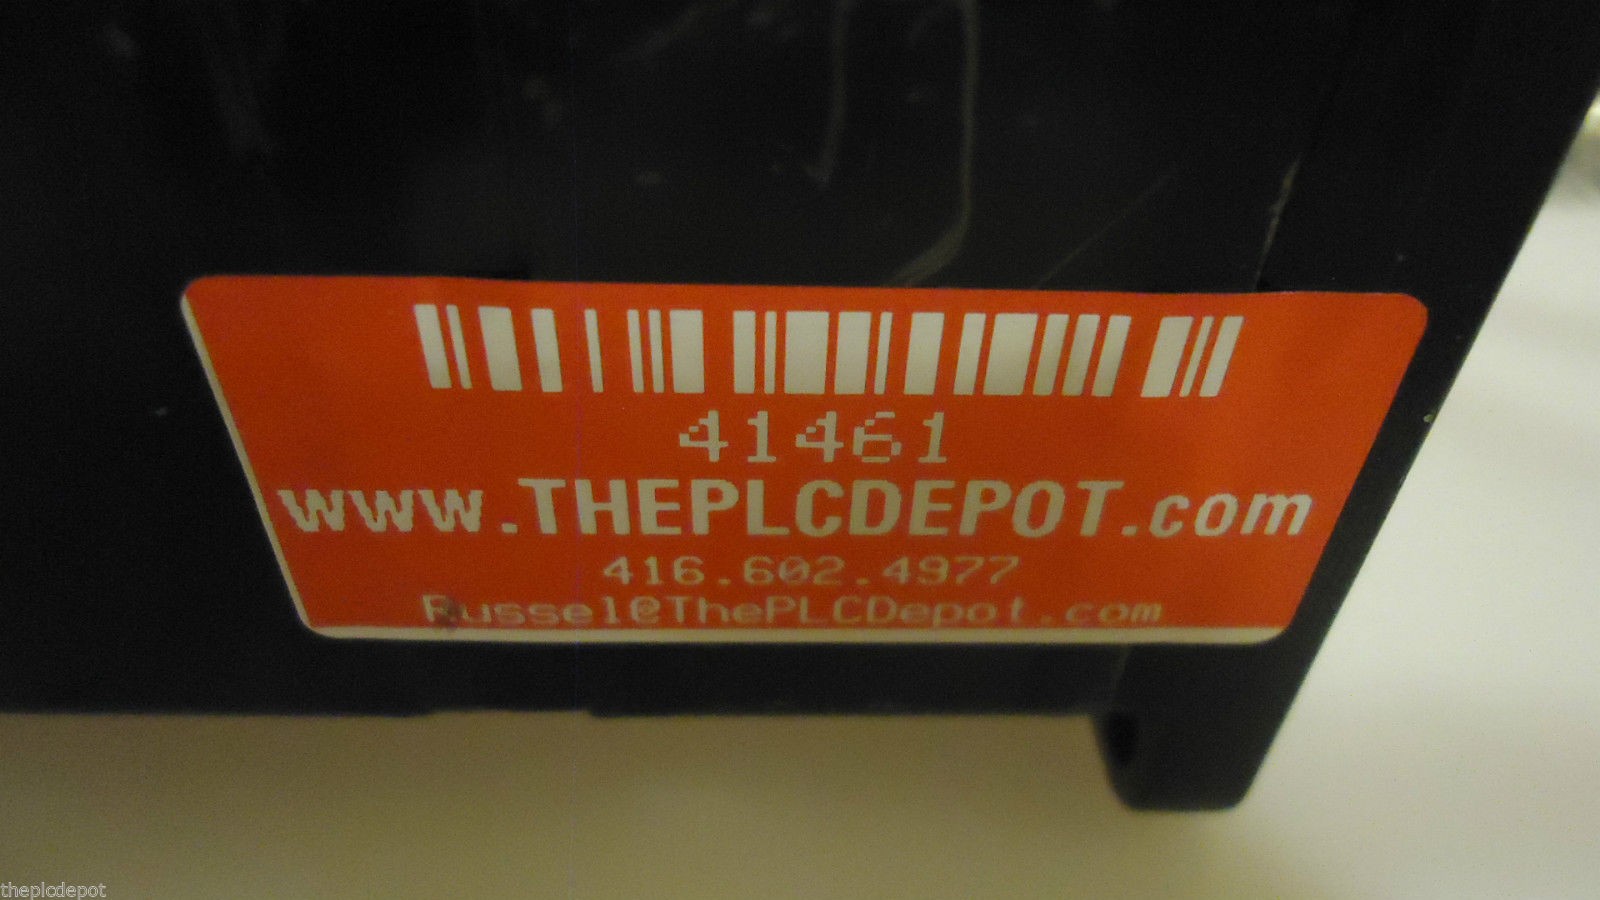 41461
www.THEPLCDEPOT.com
416.602.4977
Russel@ThePLCDepot.com
theplcdepot